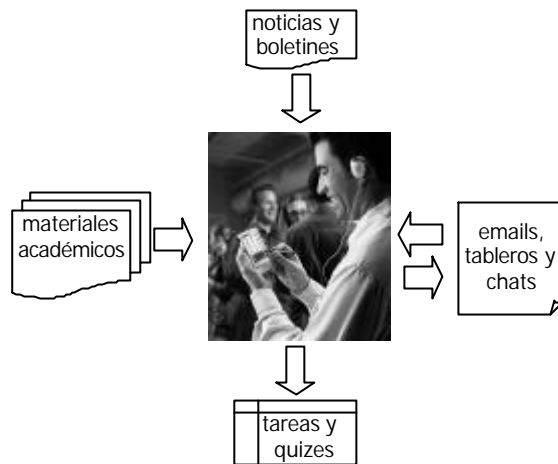 noticias y
boletines
materiales
académicos
emails,
tableros y
chats
tareas y
quizes